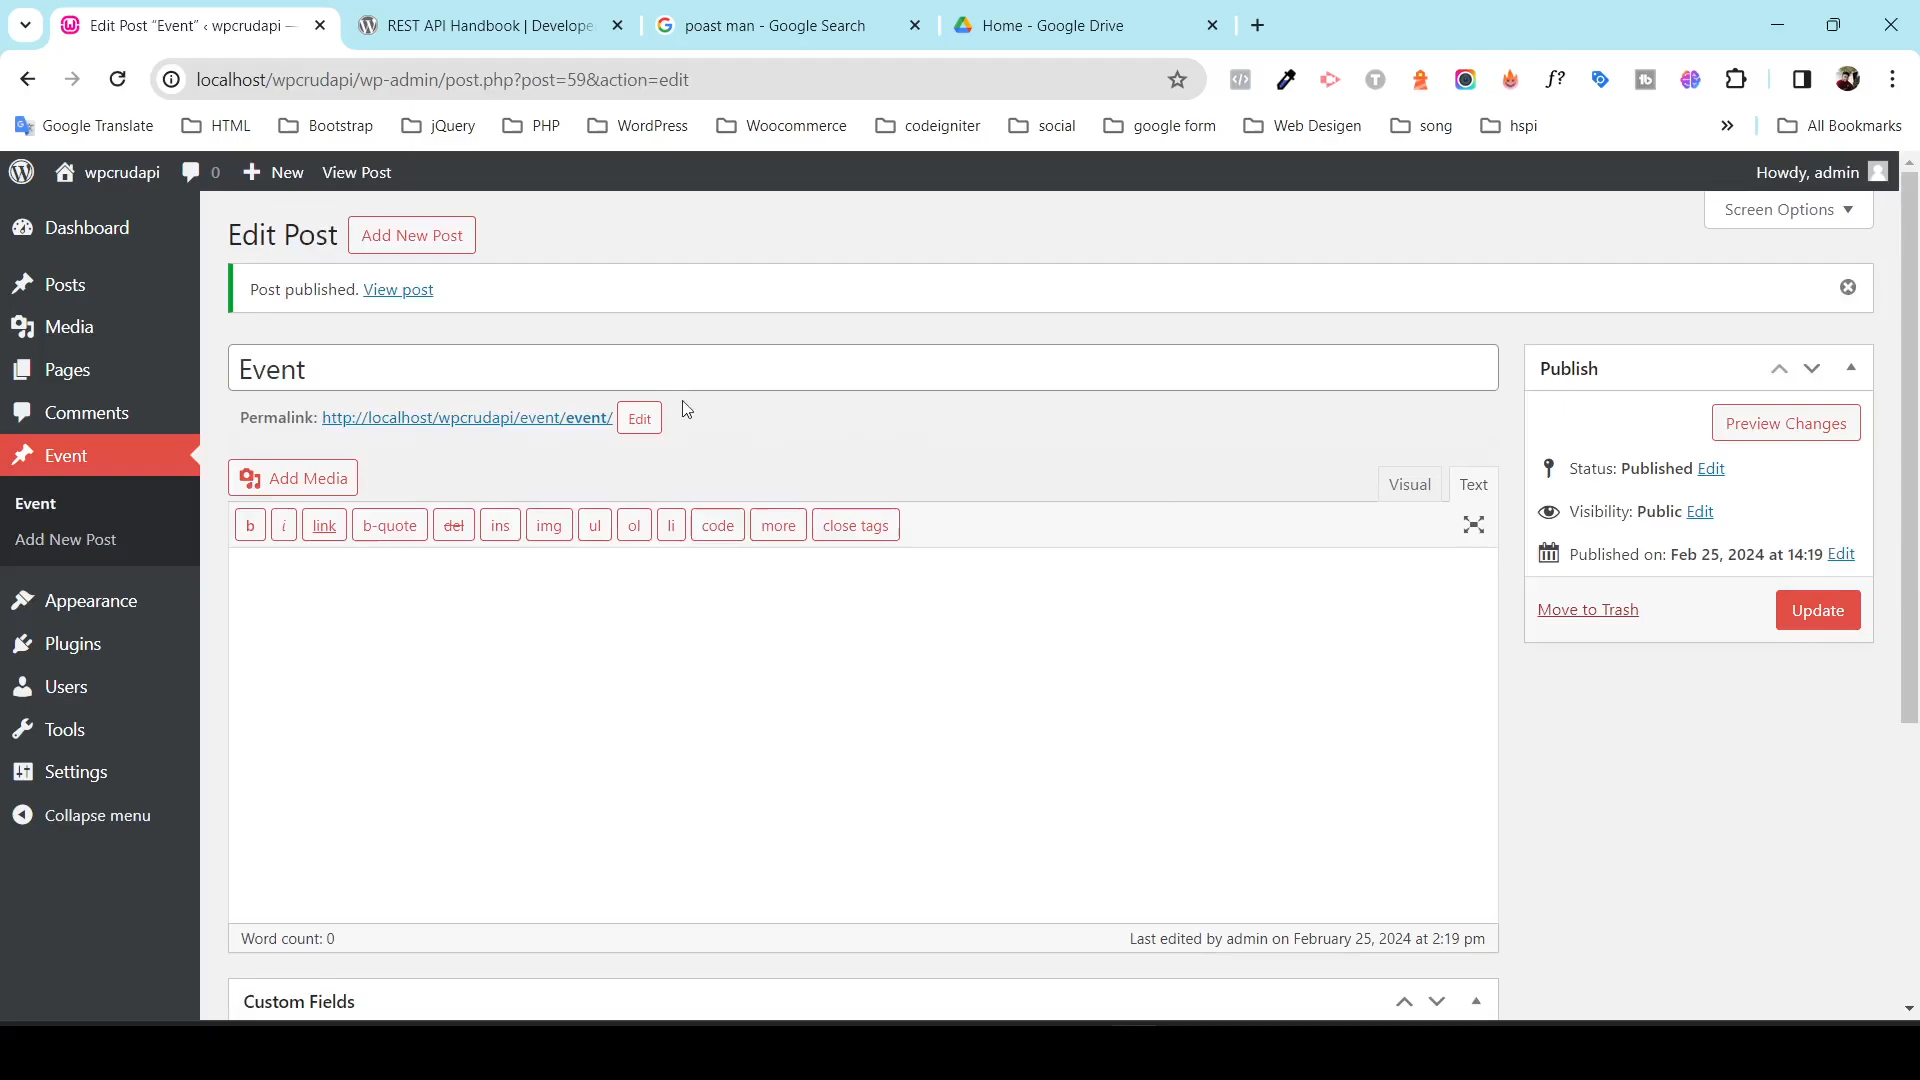 Edit Post “Event” ‹ wpcrudapi —
REST API Handbook | Develope
poast man - Google Search
Home - Google Drive
localhost/wpcrudapi/wp-admin/post.php?post=59&action=edit
Google Translate
HTML
Bootstrap
jQuery
PHP
WordPress
Woocommerce
codeigniter
social
google form
Web Desigen
song
hspi
All Bookmarks
wpcrudapi
0
New
View Post
Howdy, admin
Dashboard
Posts
Media
Pages
Comments
Event
Event
Add New Post
Appearance
Plugins
Users
Tools
Settings
Collapse menu
Screen Options
Edit Post
Add New Post
Post published. View post
Event
Permalink: http://localhost/wpcrudapi/event/event/ Edit
Add Media
Visual
Text
b
i
link
b-quote
del
ins
img
ul
ol
li
code
more
close tags
Word count: 0
Last edited by admin on February 25, 2024 at 2:19 pm
Custom Fields
Publish
Preview Changes
Status: Published Edit
Visibility: Public Edit
Published on: Feb 25, 2024 at 14:19 Edit
Move to Trash
Update